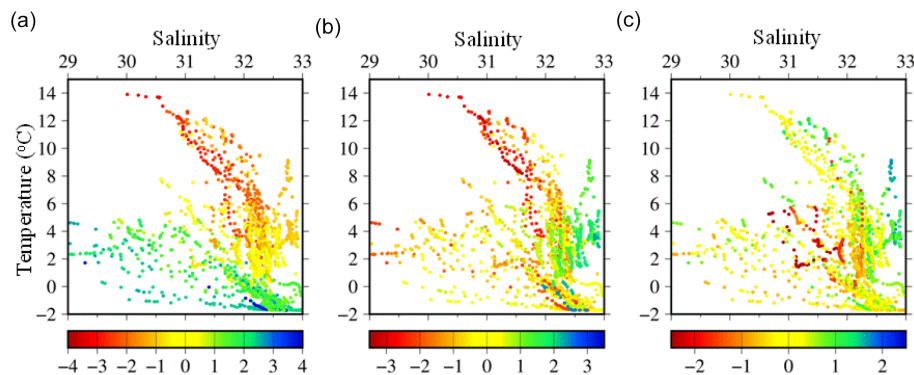 (a) (b) (c)
Salinity Salinity Salinity
29 30 31 32 33 29 30 31 32 33 29 30 31 32 33
14 14 14
12 12 12
10 10 10
8 8 8
6 6 6
4 4 4
2 2 2
0 0 0
−2 −2 −2
Temperature (°C)
−4 −3 −2 −1 0 1 2 3 4 −3 −2 −1 0 1 2 3 −2 −1 0 1 2